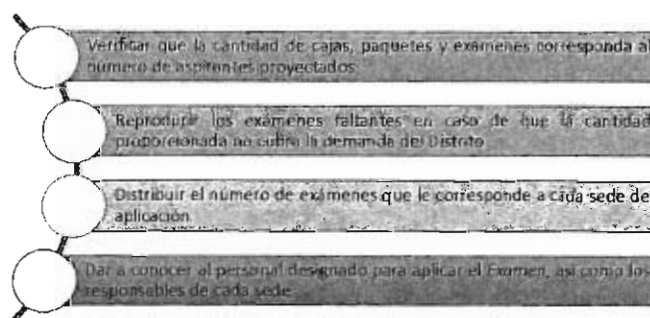 Verificar que la cantidad de cajas, paquetes y exámenes corresponda al
número de aspirantes proyectados
Reproducir los exámenes faltantes en caso de que la cantidad
proporcionada no cubra la demanda del Distrito
Distribuir el número de exámenes que le corresponde a cada sede de
aplicación
Dar a conocer al personal designado para aplicar el Examen, así como los
responsables de cada sede